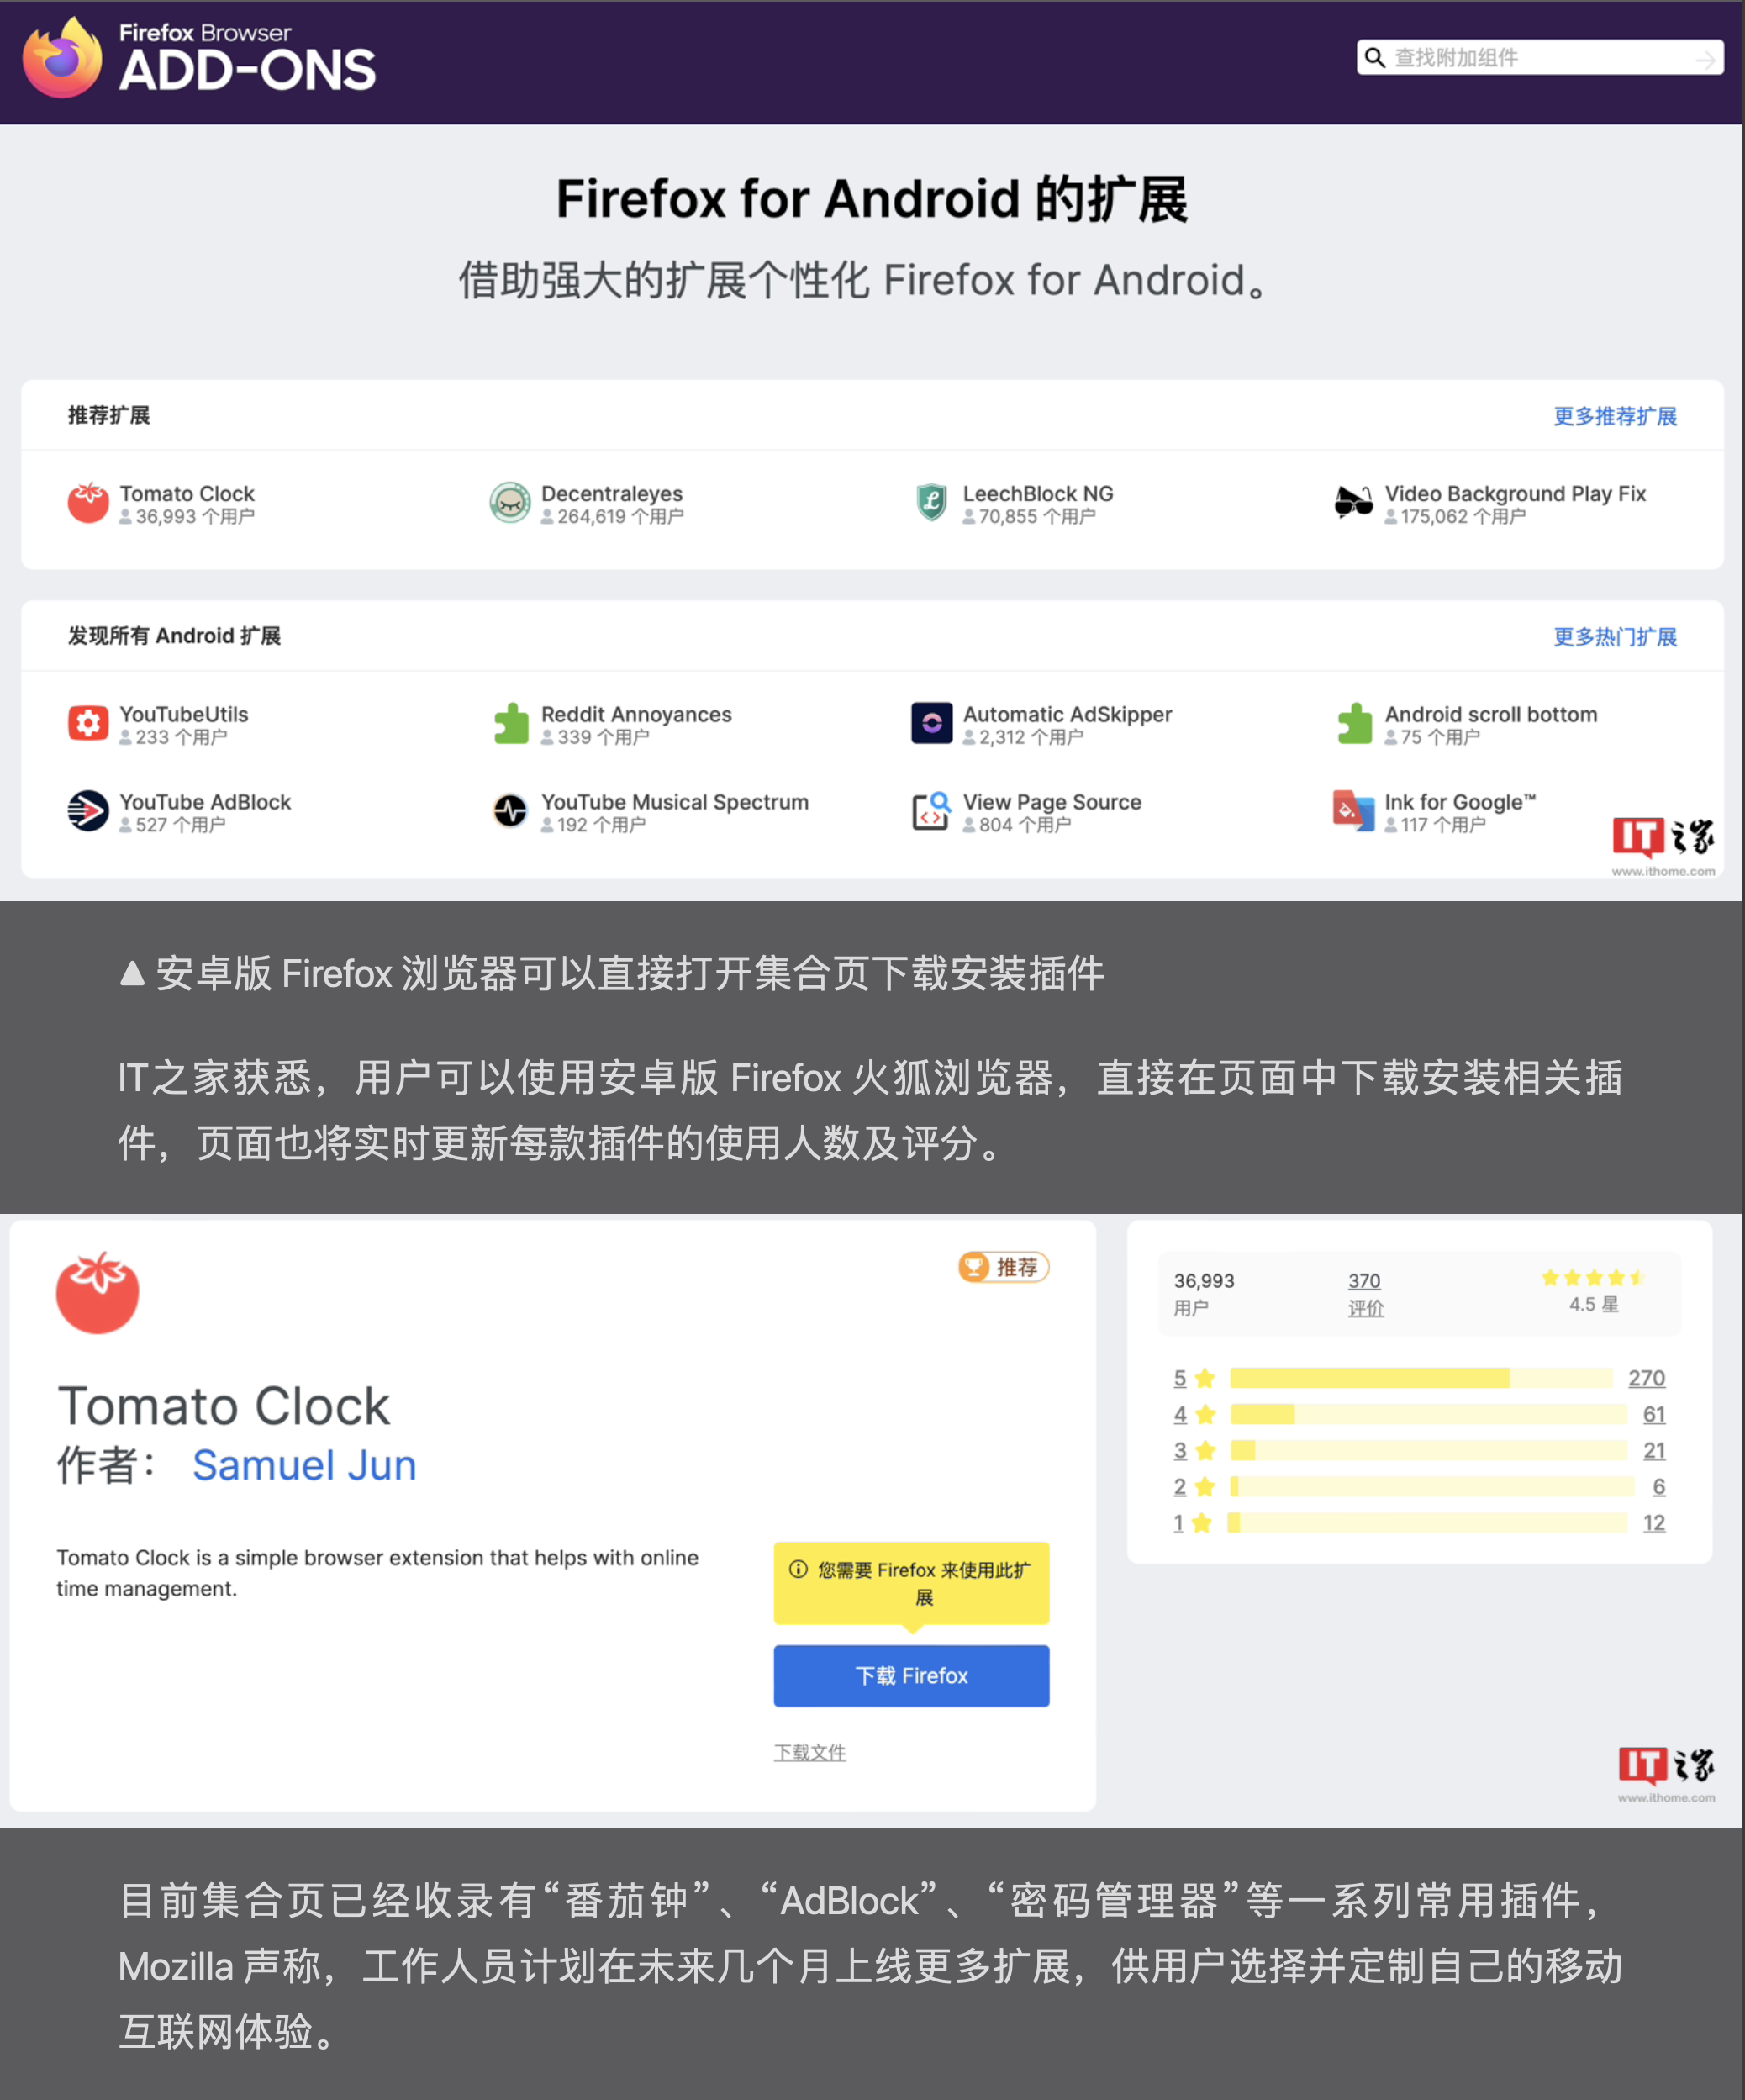 Firefox Browser
ADD-ONS
查找附加组件
Firefox for Android 的扩展
借助强大的扩展个性化 Firefox for Android。
推荐扩展
更多推荐扩展
Tomato Clock
36,993 个用户
Decentraleyes
264,619 个用户
LeechBlock NG
70,855 个用户
Video Background Play Fix
175,062 个用户
发现所有 Android 扩展
更多热门扩展
YouTubeUtils
233 个用户
Reddit Annoyances
339 个用户
Automatic AdSkipper
2,312 个用户
Android scroll bottom
75 个用户
YouTube AdBlock
527 个用户
YouTube Musical Spectrum
192 个用户
View Page Source
804 个用户
Ink for Google™
117 个用户
IT之家
www.ithome.com
▲安卓版 Firefox 浏览器可以直接打开集合页下载安装插件
IT之家获悉，用户可以使用安卓版 Firefox 火狐浏览器，直接在页面中下载安装相关插
件，页面也将实时更新每款插件的使用人数及评分。
推荐
Tomato Clock
作者： Samuel Jun
Tomato Clock is a simple browser extension that helps with online
time management.
您需要 Firefox 来使用此扩
展
下载 Firefox
下载文件
36,993
用户
370
评价
4.5 星
5 270
4 61
3 21
2 6
1 12
IT之家
www.ithome.com
目前集合页已经收录有“番茄钟”、“AdBlock”、“密码管理器”等一系列常用插件，
Mozilla 声称，工作人员计划在未来几个月上线更多扩展，供用户选择并定制自己的移动
互联网体验。